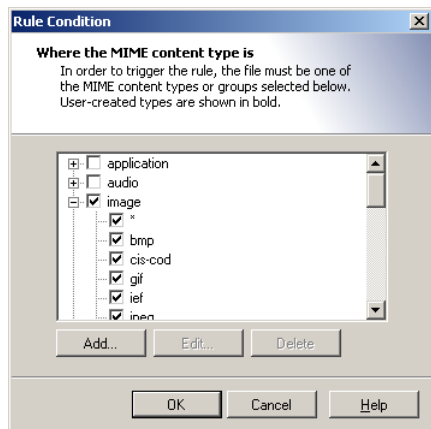 Rule Condition
Where the MIME content type is
In order to trigger the rule, the file must be one of
the MIME content types or groups selected below.
User-created types are shown in bold.
application
audio
image
*
bmp
cis-cod
gif
ief
jpeg
Add...
Edit...
Delete
OK
Cancel
Help